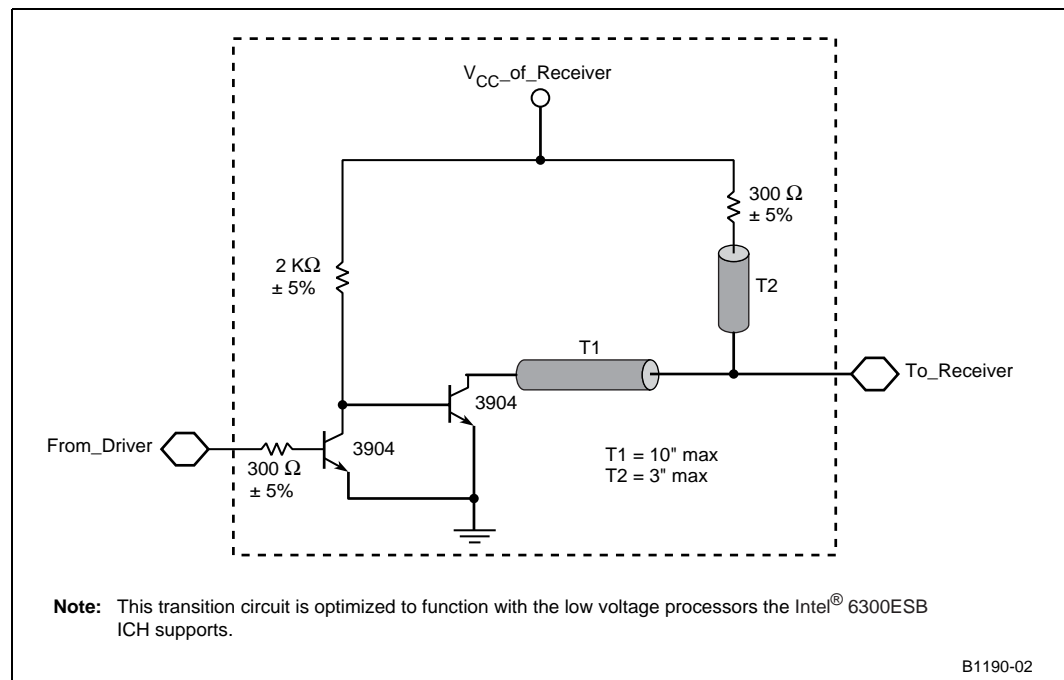 V_CC_of_Receiver
300 Ω
± 5%
2 KΩ
± 5%
T2
T1
To_Receiver
3904
From_Driver
3904
300 Ω
± 5%
T1 = 10" max
T2 = 3" max
Note: This transition circuit is optimized to function with the low voltage processors the Intel® 6300ESB
ICH supports.
B1190-02